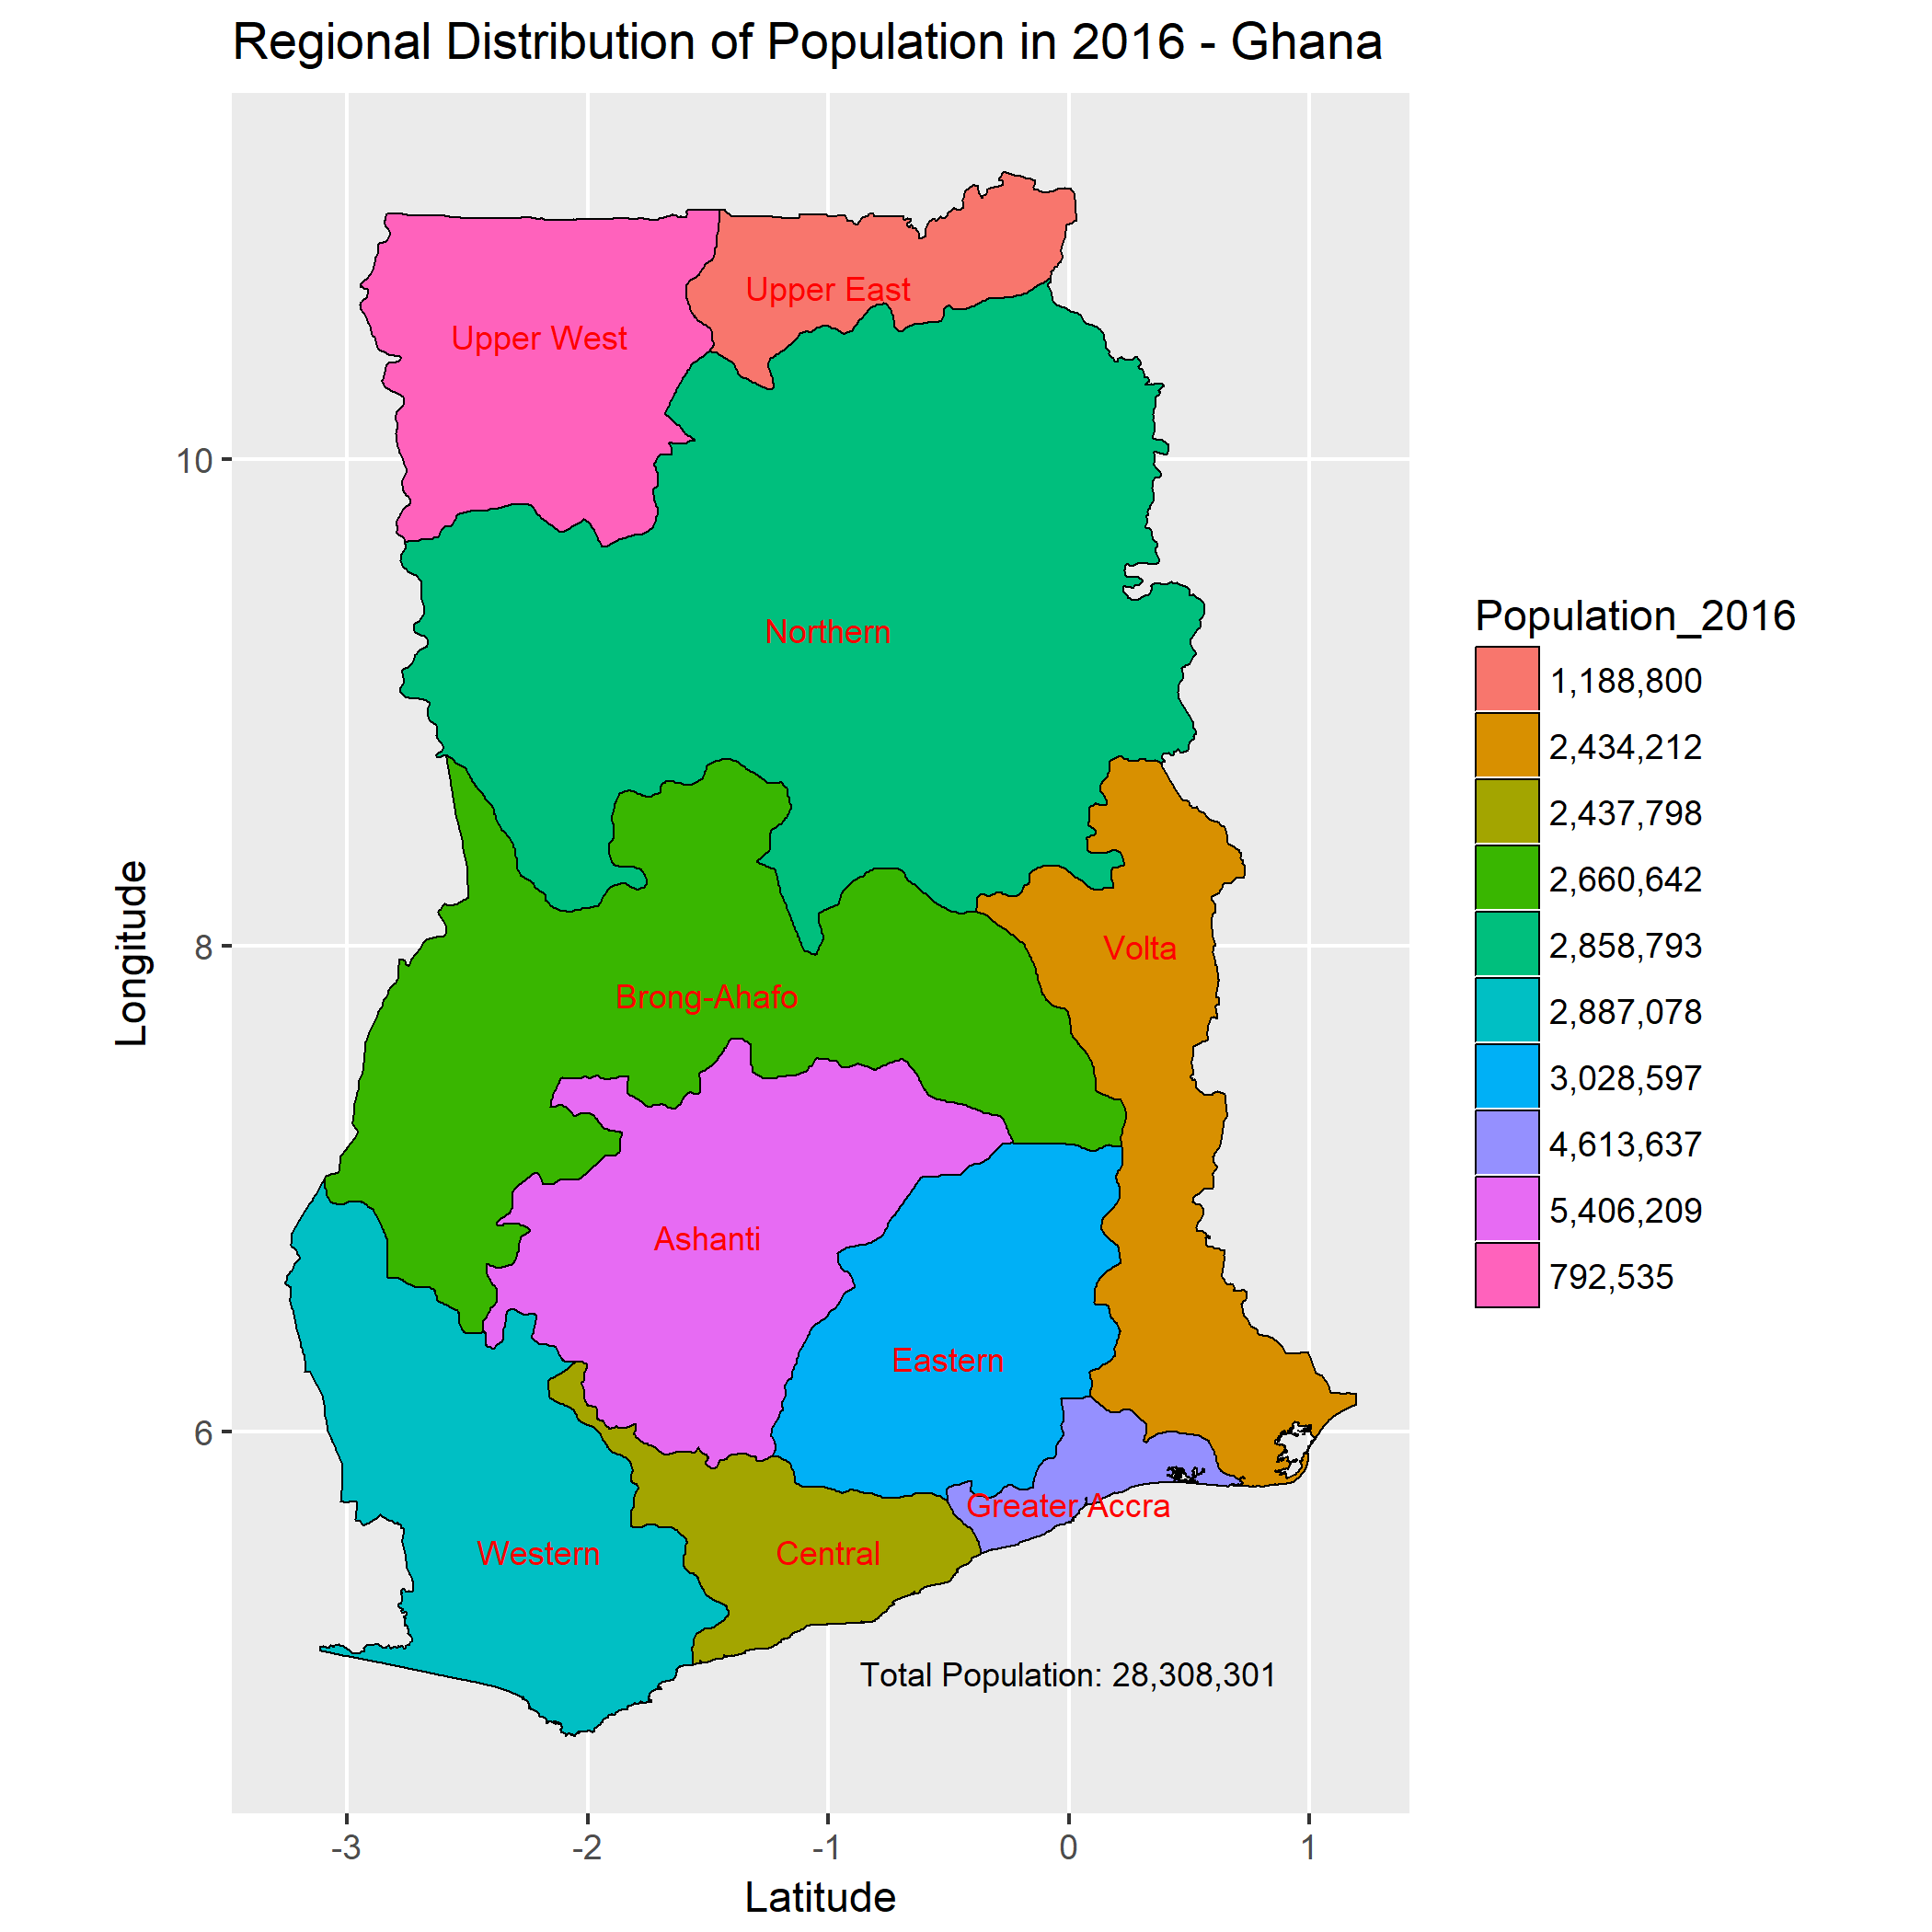 Regional Distribution of Population in 2016 - Ghana
Upper East
Upper West
Northern
Volta
Brong-Ahafo
Ashanti
Eastern
Greater Accra
Western
Central
Total Population: 28,308,301
10
8
6
Longitude
-3
-2
-1
0
1
Latitude
Population_2016
1,188,800
2,434,212
2,437,798
2,660,642
2,858,793
2,887,078
3,028,597
4,613,637
5,406,209
792,535